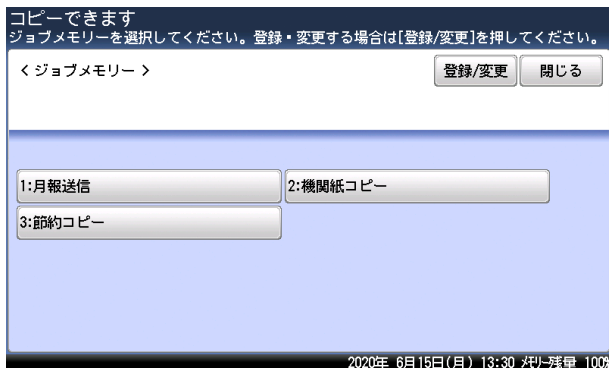 コピーできます
ジョブメモリーを選択してください。登録・変更する場合は[登録/変更]を押してください。
< ジョブメモリー > 登録/変更 閉じる
1:月報送信 2:機関紙コピー
3:節約コピー
2020年 6月15日(月) 13:30 メモリー残量 100%